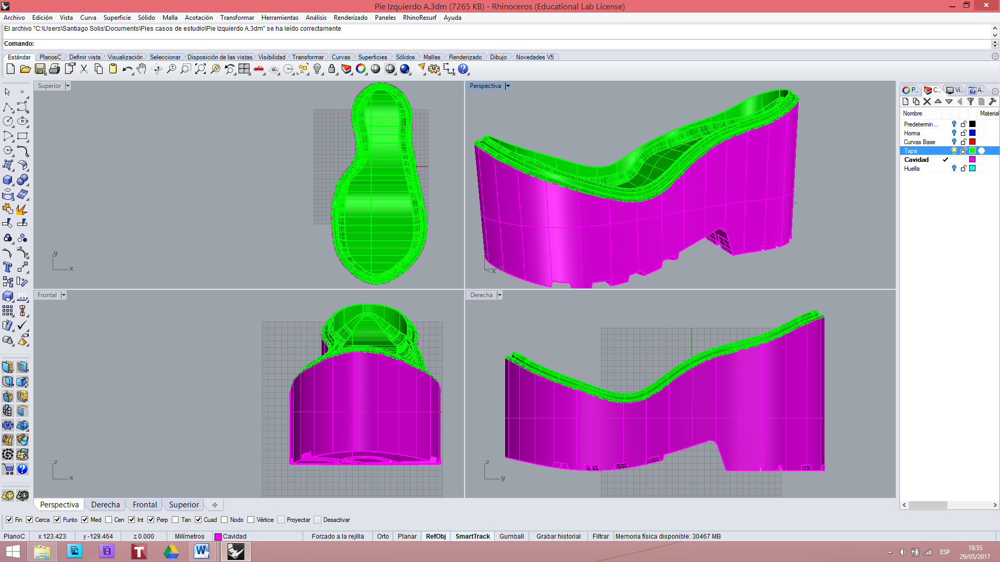 Pie Izquierdo A.3dm (7265 KB) - Rhinoceros (Educational Lab License)
Archivo Edición Vista Curva Superficie Sólido Malla Acotación Transformar Herramientas Análisis Renderizado Paneles RhinoResurf Ayuda
El archivo "C:\Users\Santiago Solis\Documents\Pies casos de estudio\Pie Izquierdo A.3dm" se ha leído correctamente
Comando:
Estándar PlanosC Definir vista Visualización Seleccionar Disposición de las vistas Visibilidad Transformar Curvas Superficies Sólidos Mallas Renderizado Dibujo Novedades V5
Superior
y
x
Perspectiva
z
y
x
Frontal
z
x
Derecha
z
y
P... C... Vi... A...
Nombre Material
Predetermin...
Horma
Curvas Base
Tapa
Cavidad
Huella
Perspectiva Derecha Frontal Superior
Fin Cerca Punto Med Cen Int Perp Tan Cuad Nodo Vértice Proyectar Desactivar
PlanoC x 123.423 y -129.464 z 0.000 Milímetros Cavidad Forzado a la rejilla Orto Planar RefObj SmartTrack Gumball Grabar historial Filtrar Memoria física disponible: 30467 MB
ESP
18:55
29/05/2017